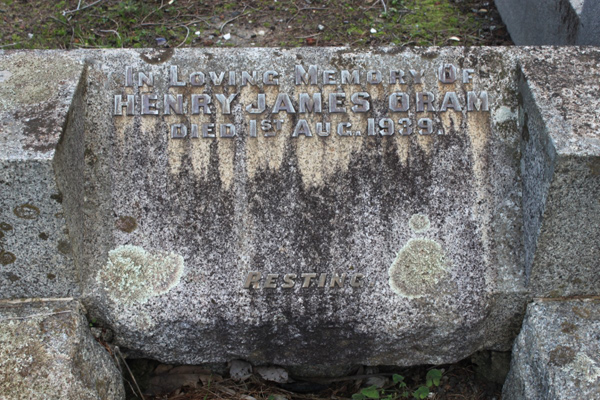 In Loving Memory Of
HENRY JAMES ORAM
DIED 1ST AUG. 1939.
RESTING